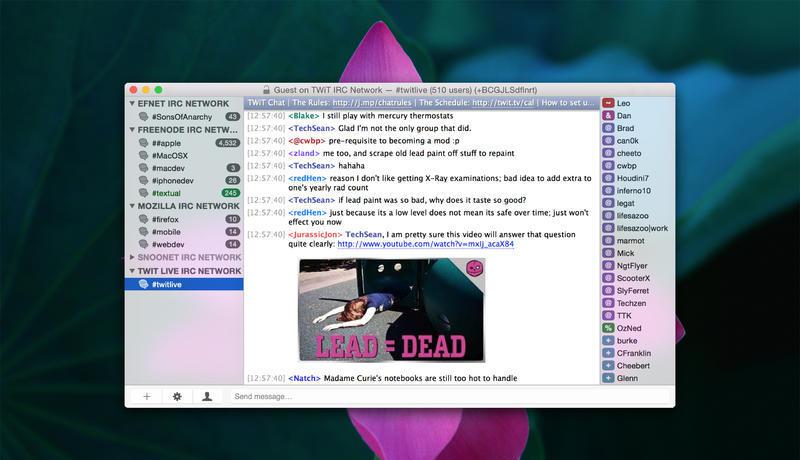 Guest on TWiT IRC Network — #twitlive (510 users) (+BCGJLSdflnrt)
EFNET IRC NETWORK
#SonsOfAnarchy 43
FREENODE IRC NETW...
##apple 4,532
#MacOSX
#macdev 3
#iphonedev 26
#textual 245
MOZILLA IRC NETWORK
#firefox 10
#mobile 14
#webdev 14
SNOONET IRC NETWORK
TWIT LIVE IRC NETWORK
#twitlive
TWiT Chat | The Rules: http://j.mp/chatrules | The Schedule: http://twit.tv/cal | How to set u...
[12:57:40] <Blake> I still play with mercury thermostats
[12:57:40] <TechSean> Glad I'm not the only group that did.
[12:57:40] <@cwbp> pre-requisite to becoming a mod :p
[12:57:40] <zland> me too, and scrape old lead paint off stuff to repaint
[12:57:40] <TechSean> hahaha
[12:57:40] <redHen> reason I don't like getting X-Ray examinations; bad idea to add extra to
one's yearly rad count
[12:57:40] <TechSean> if lead paint was so bad, why does it taste so good?
[12:57:40] <redHen> just because its a low level does not mean its safe over time; just won't
effect you now
[12:57:40] <JurassicJon> TechSean, I am pretty sure this video will answer that question
quite clearly: http://www.youtube.com/watch?v=mxlj_acaX84
LEAD = DEAD
[12:57:40] <Natch> Madame Curie's notebooks are still too hot to handle
Send message...
~ Leo
& Dan
@ Brad
@ can0k
@ cheeto
@ cwbp
@ Houdini7
@ inferno10
@ legat
@ lifesazoo
@ lifesazoo|work
@ marmot
@ Mick
@ NgtFlyer
@ ScooterX
@ SlyFerret
@ Techzen
@ TTK
% OzNed
+ burke
+ CFranklin
+ Cheebert
+ Glenn